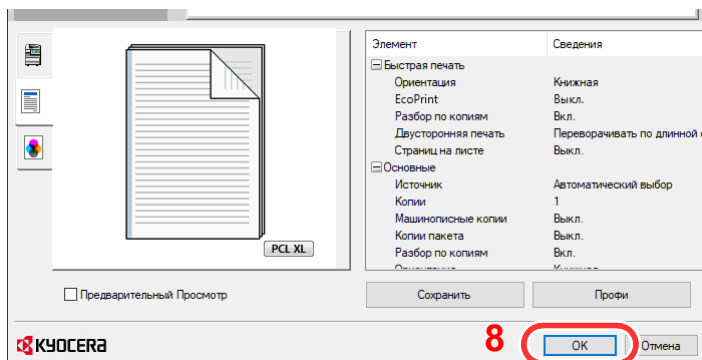 Элемент Сведения
Быстрая печать
Ориентация Книжная
EcoPrint Выкл.
Разбор по копиям Вкл.
Двусторонняя печать Переворачивать по длинной
Страниц на листе Выкл.
Основные
Источник Автоматический выбор
Копии 1
Машинописные копии Выкл.
Копии пакета Выкл.
Разбор по копиям Вкл.
PCL XL
Предварительный Просмотр
Сохранить Профи
KYOCERA
8
OK Отмена